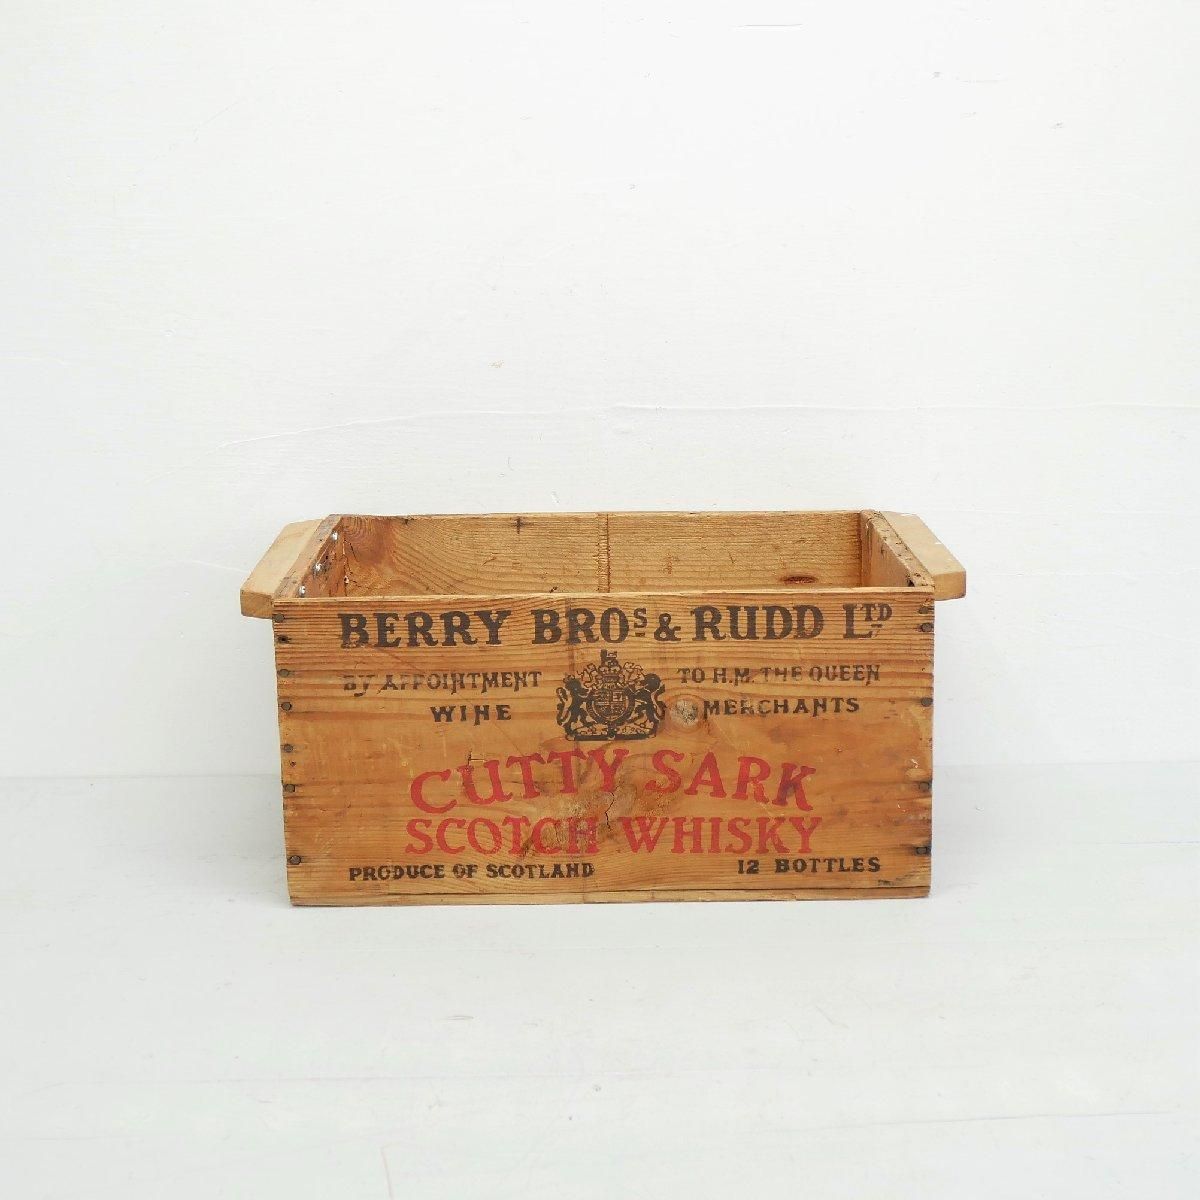 BERRY BROS & RUDD LTD
BY APPOINTMENT TO H.M. THE QUEEN
WINE MERCHANTS
CUTTY SARK
SCOTCH WHISKY
PRODUCE OF SCOTLAND 12 BOTTLES